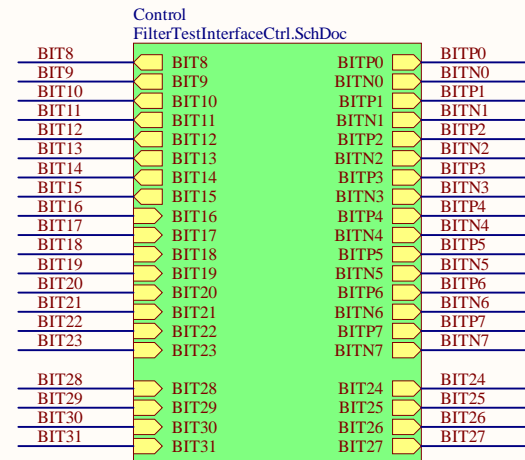 Control
FilterTestInterfaceCtrl.SchDoc
BIT8 BIT8 BITP0 BITP0
BIT9 BIT9 BITN0 BITN0
BIT10 BIT10 BITP1 BITP1
BIT11 BIT11 BITN1 BITN1
BIT12 BIT12 BITP2 BITP2
BIT13 BIT13 BITN2 BITN2
BIT14 BIT14 BITP3 BITP3
BIT15 BIT15 BITN3 BITN3
BIT16 BIT16 BITP4 BITP4
BIT17 BIT17 BITN4 BITN4
BIT18 BIT18 BITP5 BITP5
BIT19 BIT19 BITN5 BITN5
BIT20 BIT20 BITP6 BITP6
BIT21 BIT21 BITN6 BITN6
BIT22 BIT22 BITP7 BITP7
BIT23 BIT23 BITN7 BITN7
BIT28 BIT28 BIT24 BIT24
BIT29 BIT29 BIT25 BIT25
BIT30 BIT30 BIT26 BIT26
BIT31 BIT31 BIT27 BIT27